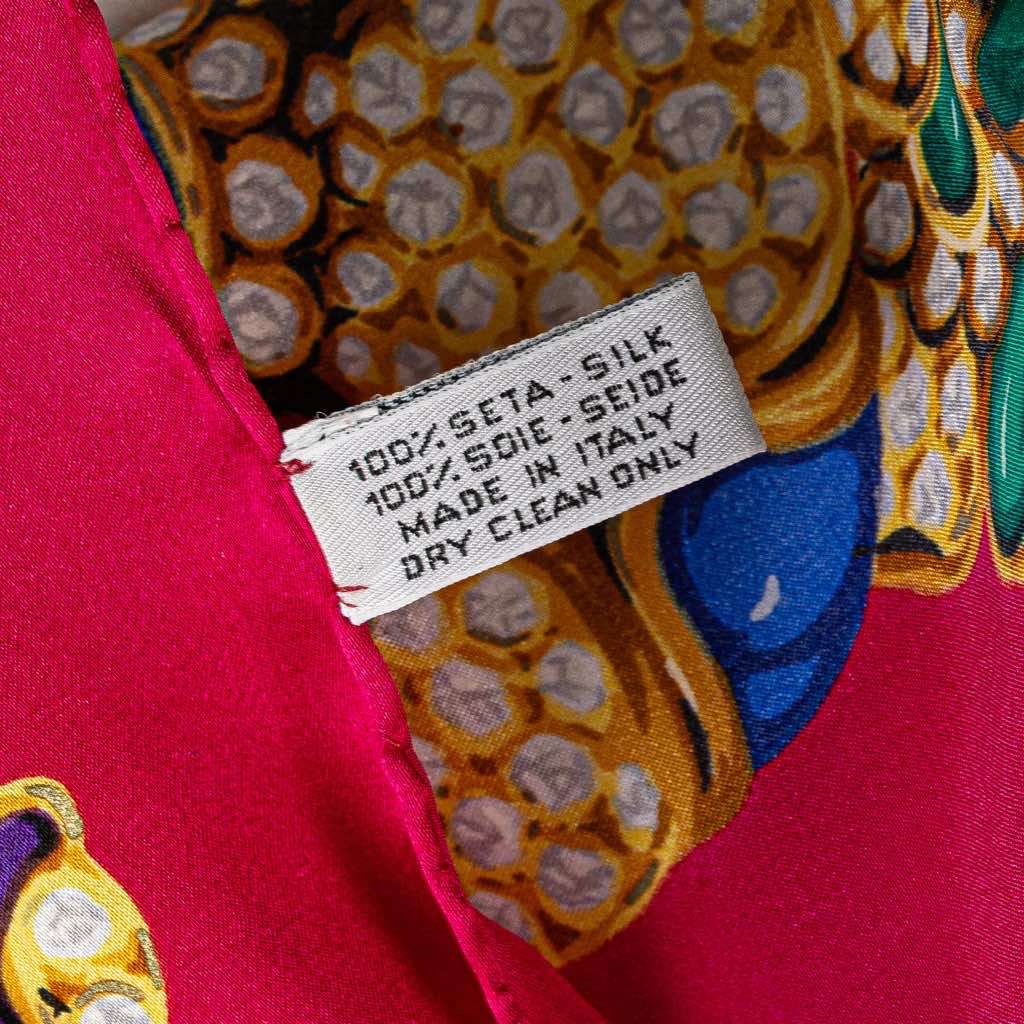 100% SETA - SILK
100% SOIE - SEIDE
MADE IN ITALY
DRY CLEAN ONLY